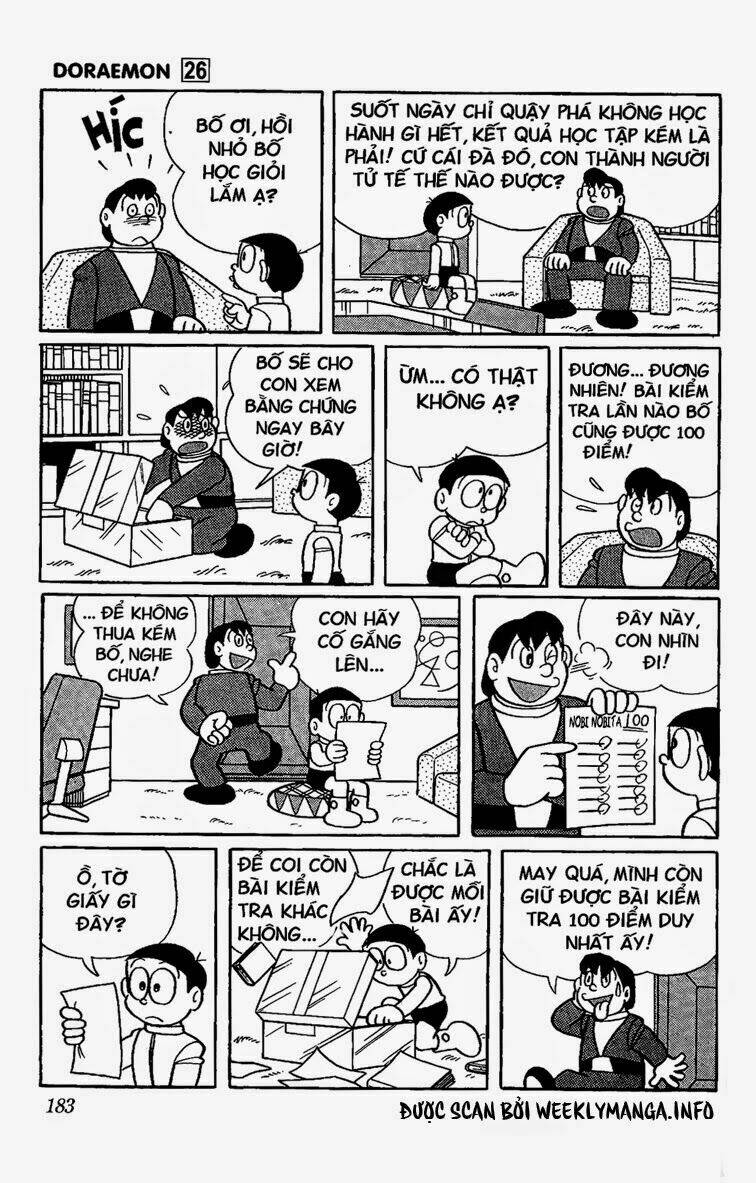 DORAEMON 26
SUỐT NGÀY CHỈ QUẬY PHÁ KHÔNG HỌC
HÀNH GÌ HẾT, KẾT QUẢ HỌC TẬP KÉM LÀ
PHẢI! CỨ CÁI ĐÀ ĐÓ, CON THÀNH NGƯỜI
TỬ TẾ THẾ NÀO ĐƯỢC?
BỐ ƠI, HỒI
NHỎ BỐ
HỌC GIỎI
LẮM Ạ?
HÍC
ĐƯƠNG... ĐƯƠNG
NHIÊN! BÀI KIỂM
TRA LẦN NÀO BỐ
CŨNG ĐƯỢC 100
ĐIỂM!
ỪM... CÓ THẬT
KHÔNG Ạ?
BỐ SẼ CHO
CON XEM
BẰNG CHỨNG
NGAY BÂY
GIỜ!
ĐÂY NÀY,
CON NHÌN
ĐI!
NOBI NOBITA 100
CON HÃY
CỐ GẮNG
LÊN...
... ĐỂ KHÔNG
THUA KÉM
BỐ, NGHE
CHƯA!
MAY QUÁ, MÌNH CÒN
GIỮ ĐƯỢC BÀI KIỂM
TRA 100 ĐIỂM DUY
NHẤT ẤY!
CHẮC LÀ
ĐƯỢC MỖI
BÀI ẤY!
ĐỂ COI CÒN
BÀI KIỂM
TRA KHÁC
KHÔNG...
Ồ, TỜ
GIẤY GÌ
ĐÂY?
183
ĐƯỢC SCAN BỞI WEEKLYMANGA.INFO